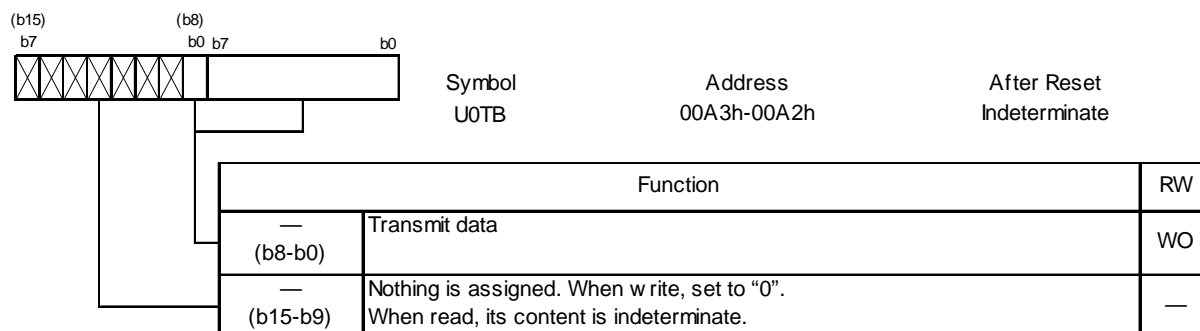 (b15) (b8)
b7 b0 b7 b0
Symbol Address After Reset
U0TB 00A3h-00A2h Indeterminate
Function RW
— Transmit data
(b8-b0) WO
— Nothing is assigned. When write, set to “0”.
(b15-b9) When read, its content is indeterminate. —